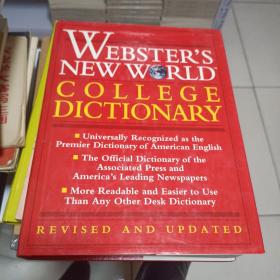 WEBSTER'S
NEW WORLD
COLLEGE
DICTIONARY
■ Universally Recognized as the
Premier Dictionary of American English
■ The Official Dictionary of the
Associated Press and
America's Leading Newspapers
■ More Readable and Easier to Use
Than Any Other Desk Dictionary
REVISED AND UPDATED